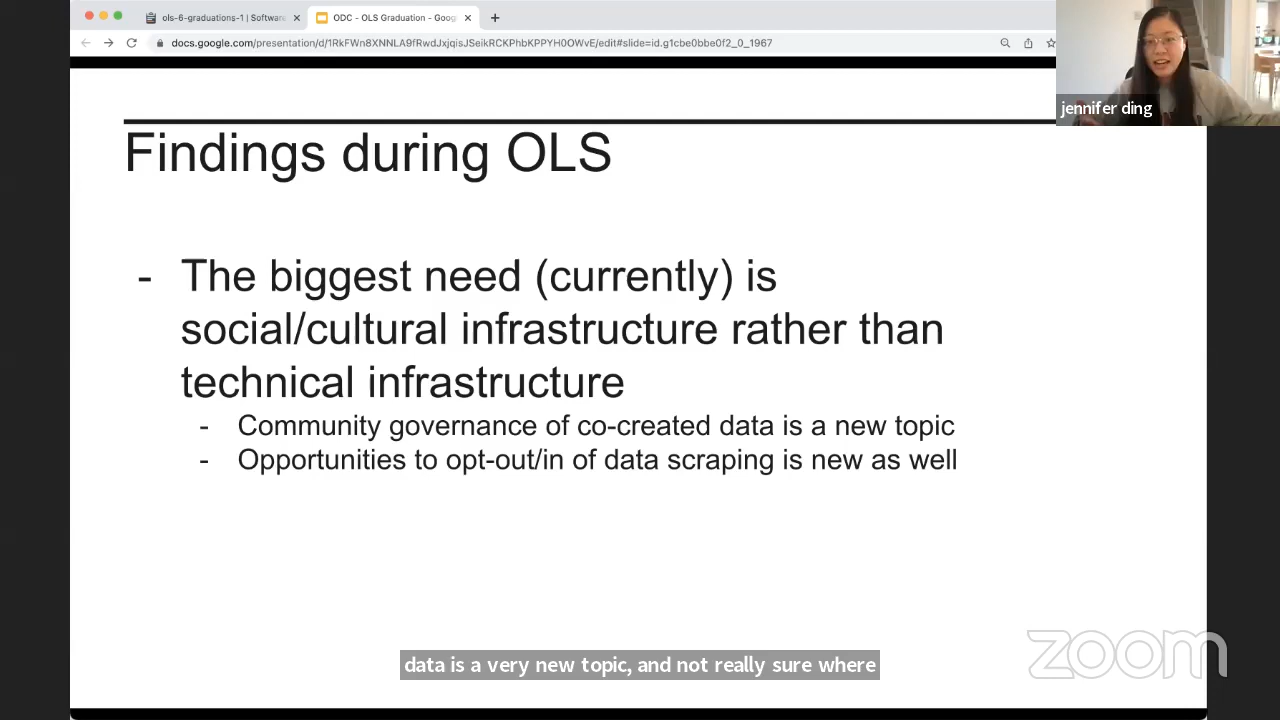 ols-6-graduations-1 | Software
ODC - OLS Graduation - Goog
docs.google.com/presentation/d/1RkFWn8XNNLA9fRwdJxjqisJSeikRCKPhbKPPYH0OWvE/edit#slide=id.g1cbe0bbe0f2_0_1967
jennifer ding
Findings during OLS
- The biggest need (currently) is
social/cultural infrastructure rather than
technical infrastructure
- Community governance of co-created data is a new topic
- Opportunities to opt-out/in of data scraping is new as well
data is a very new topic, and not really sure where
zoom